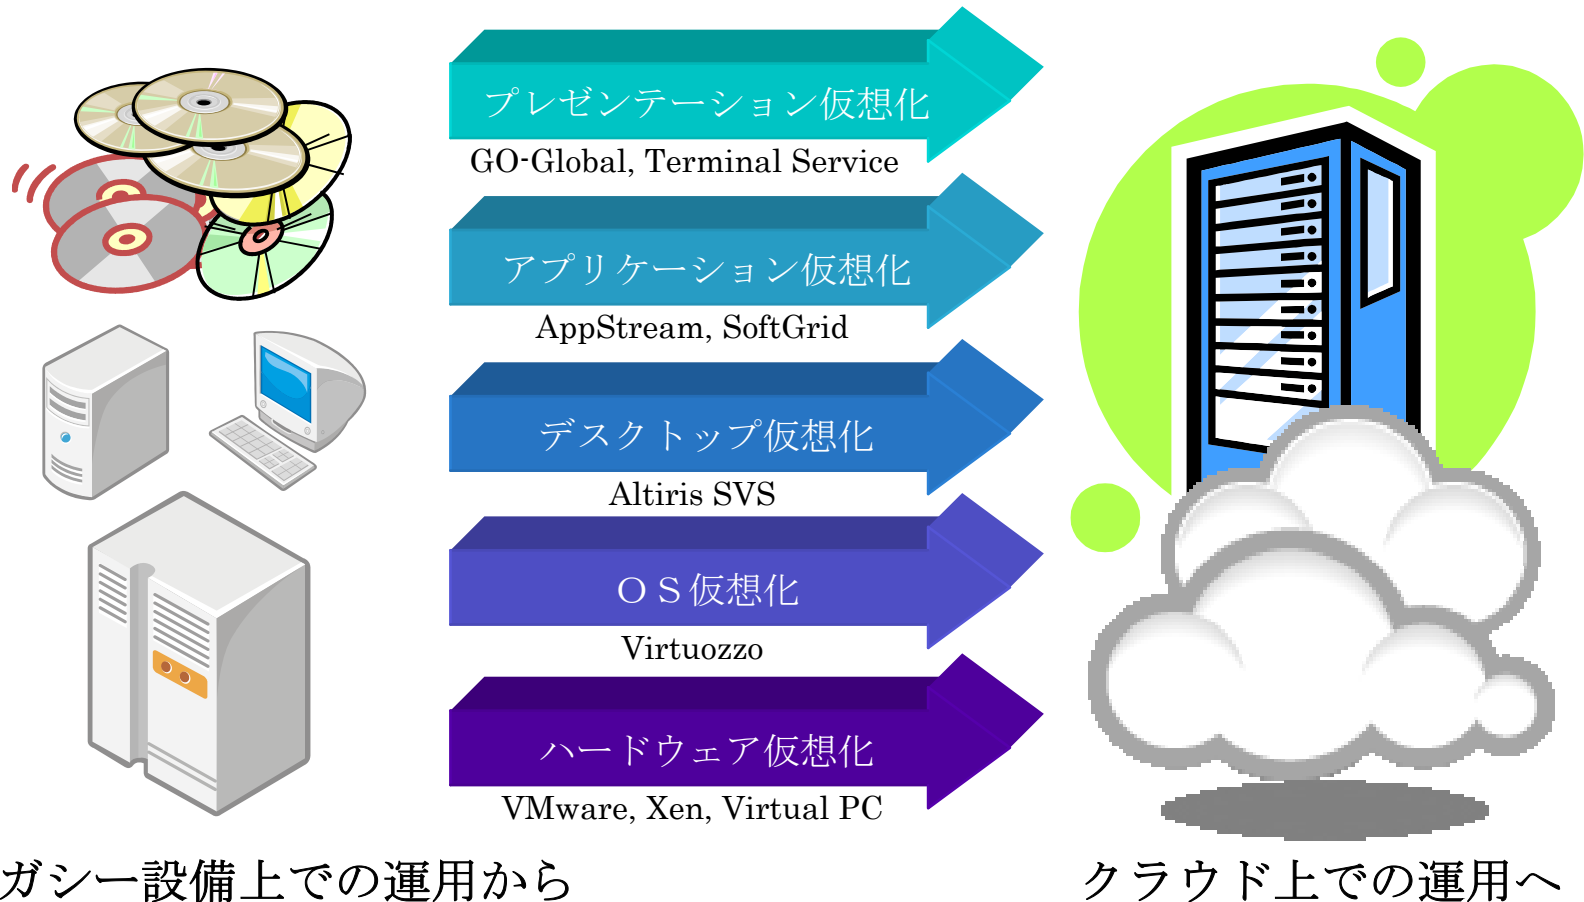 プレゼンテーション仮想化
GO-Global, Terminal Service
アプリケーション仮想化
AppStream, SoftGrid
デスクトップ仮想化
Altiris SVS
ＯＳ仮想化
Virtuozzo
ハードウェア仮想化
VMware, Xen, Virtual PC
ガシー設備上での運用から
クラウド上での運用へ